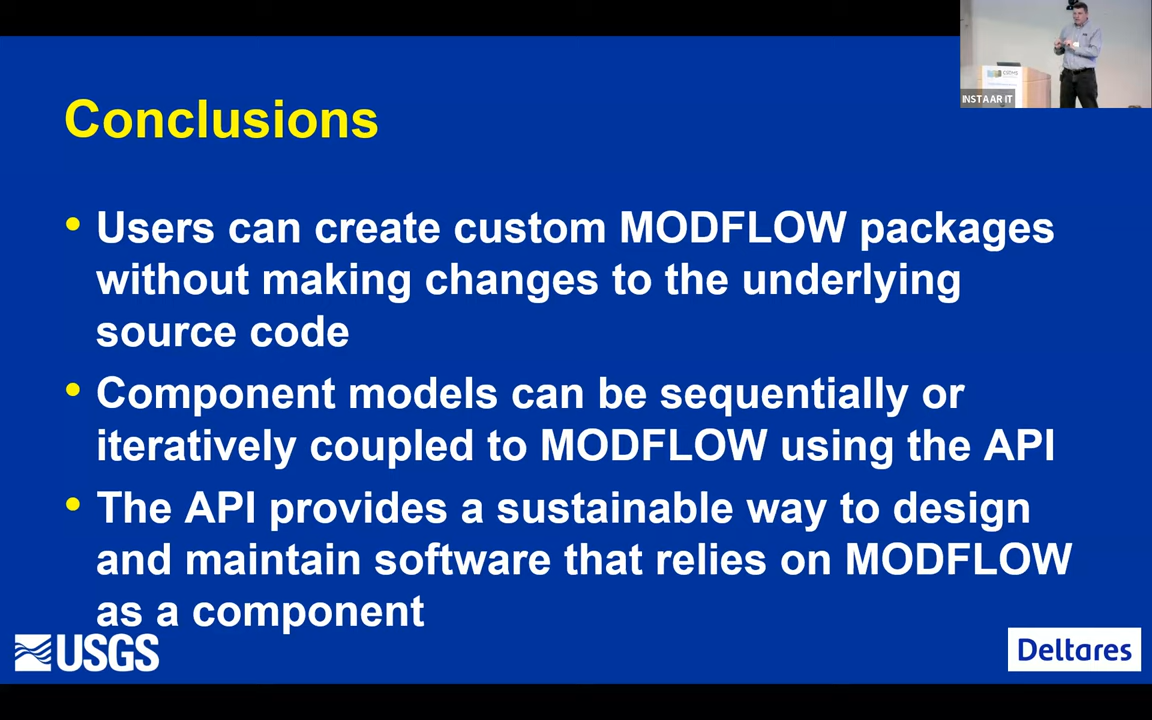 Conclusions
• Users can create custom MODFLOW packages
without making changes to the underlying
source code
• Component models can be sequentially or
iteratively coupled to MODFLOW using the API
• The API provides a sustainable way to design
and maintain software that relies on MODFLOW
as a component
USGS
Deltares
INSTAAR IT